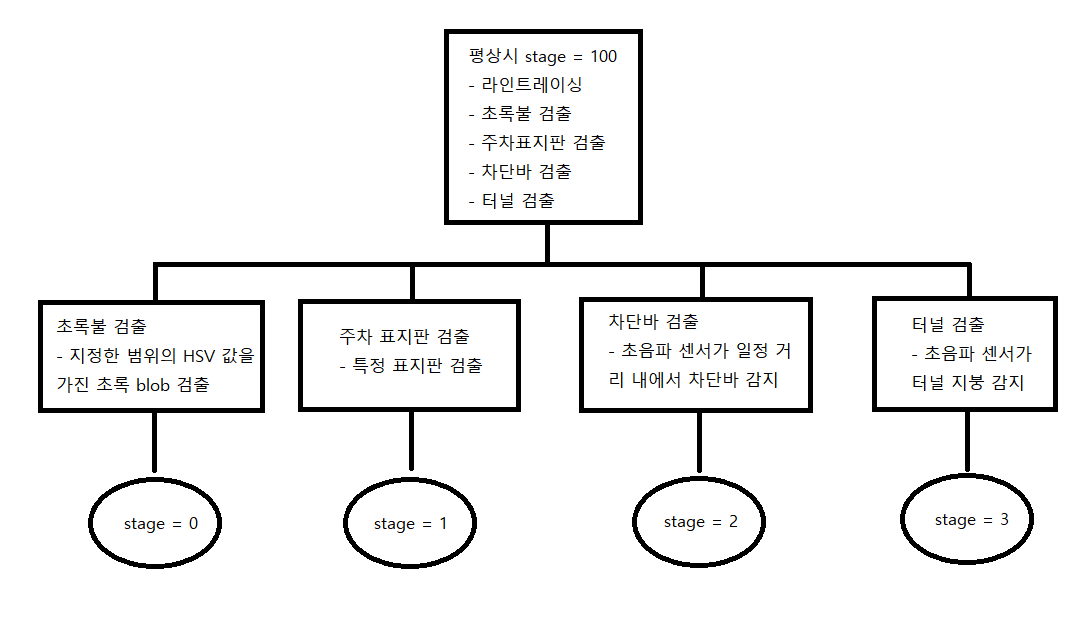 평상시 stage = 100
- 라인트레이싱
- 초록불 검출
- 주차표지판 검출
- 차단바 검출
- 터널 검출
초록불 검출
- 지정한 범위의 HSV 값을
가진 초록 blob 검출
주차 표지판 검출
- 특정 표지판 검출
차단바 검출
- 초음파 센서가 일정 거
리 내에서 차단바 감지
터널 검출
- 초음파 센서가
터널 지붕 감지
stage = 0
stage = 1
stage = 2
stage = 3